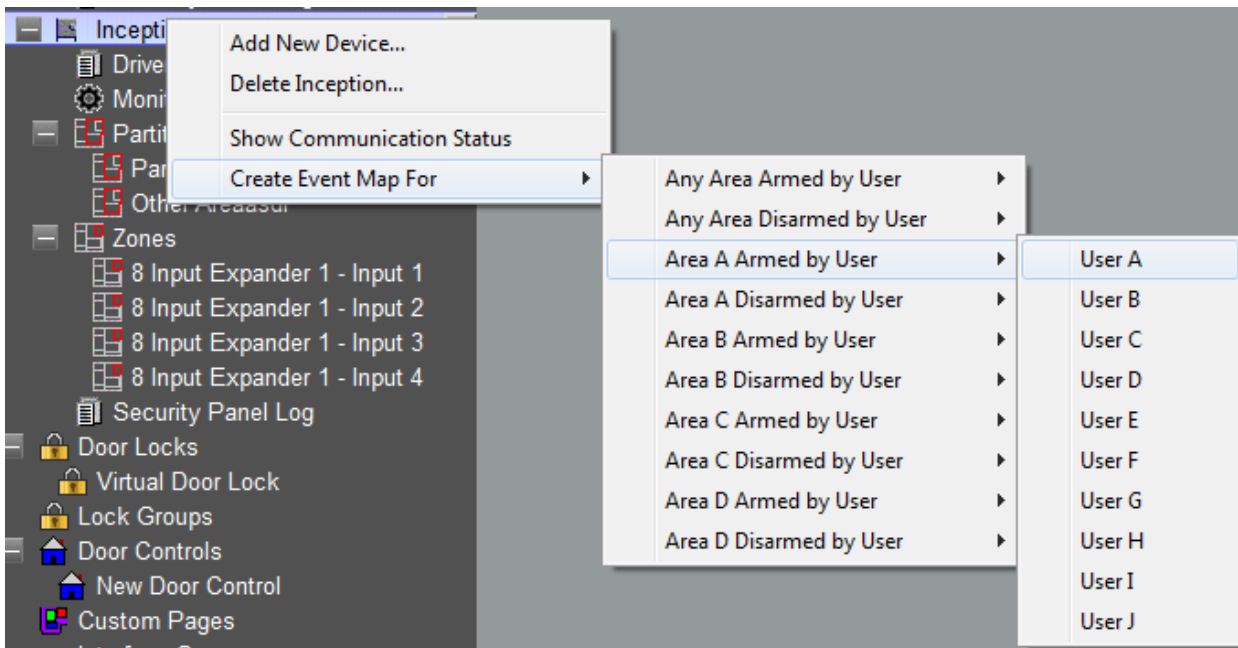 Incepti
Drive
Monit
Partit
Par
Zones
8 Input Expander 1 - Input 1
8 Input Expander 1 - Input 2
8 Input Expander 1 - Input 3
8 Input Expander 1 - Input 4
Security Panel Log
Door Locks
Virtual Door Lock
Lock Groups
Door Controls
New Door Control
Custom Pages
Add New Device...
Delete Inception...
Show Communication Status
Create Event Map For
Any Area Armed by User
Any Area Disarmed by User
Area A Armed by User
Area A Disarmed by User
Area B Armed by User
Area B Disarmed by User
Area C Armed by User
Area C Disarmed by User
Area D Armed by User
Area D Disarmed by User
User A
User B
User C
User D
User E
User F
User G
User H
User I
User J